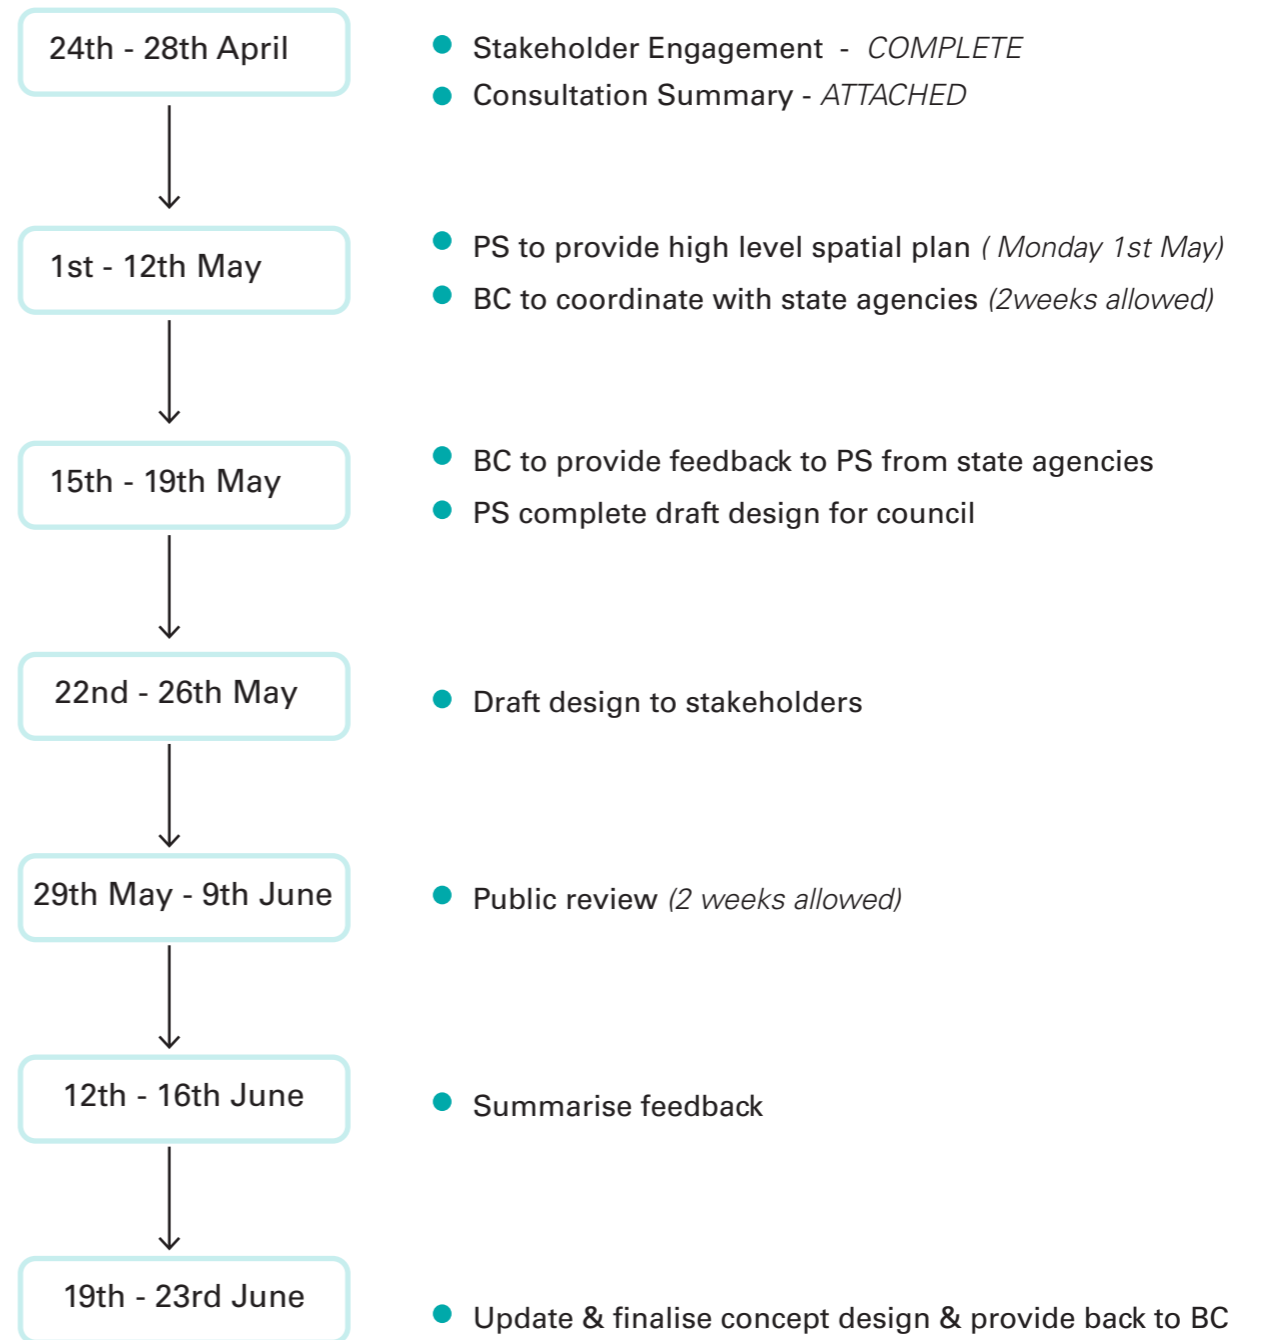 24th - 28th April
Stakeholder Engagement - COMPLETE
Consultation Summary - ATTACHED
1st - 12th May
PS to provide high level spatial plan ( Monday 1st May)
BC to coordinate with state agencies (2weeks allowed)
15th - 19th May
BC to provide feedback to PS from state agencies
PS complete draft design for council
22nd - 26th May
Draft design to stakeholders
29th May - 9th June
Public review (2 weeks allowed)
12th - 16th June
Summarise feedback
19th - 23rd June
Update & finalise concept design & provide back to BC